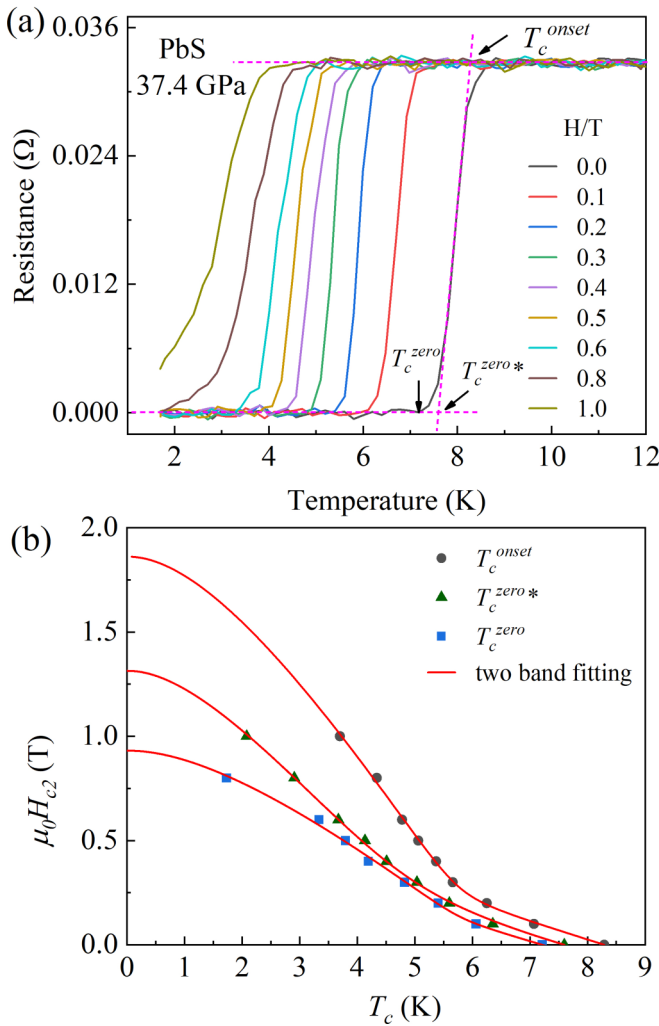 (a)
0.036
PbS
37.4 GPa
T_c^onset
0.024
H/T
0.0
0.1
0.2
0.3
0.4
0.5
0.6
0.8
1.0
0.012
T_c^zero
T_c^zero*
0.000
Resistance (Ω)
2 4 6 8 10 12
Temperature (K)
(b)
2.0
T_c^onset
T_c^zero*
T_c^zero
two band fitting
1.5
1.0
0.5
0.0
μ₀H_c2 (T)
0 1 2 3 4 5 6 7 8 9
T_c (K)